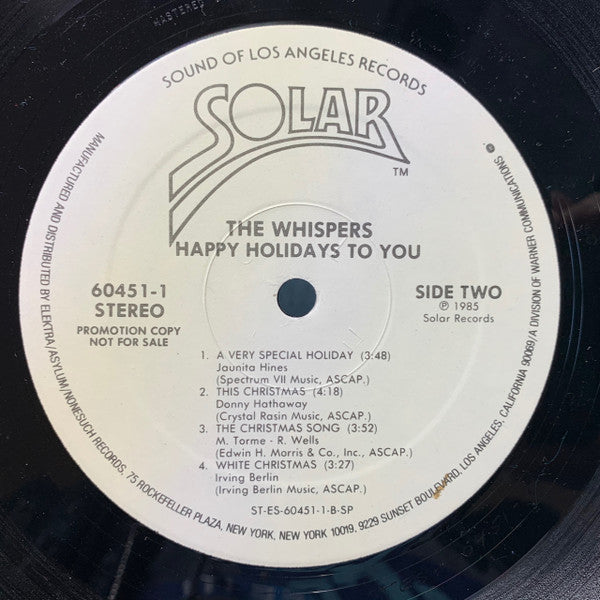 MASTERED
SOUND OF LOS ANGELES RECORDS
SOLAR
TM
THE WHISPERS
HAPPY HOLIDAYS TO YOU
60451-1
STEREO
PROMOTION COPY
NOT FOR SALE
SIDE TWO
℗ 1985
Solar Records
1. A VERY SPECIAL HOLIDAY (3:48)
Jaunita Hines
(Spectrum VII Music, ASCAP.)
2. THIS CHRISTMAS (4:18)
Donny Hathaway
(Crystal Rasin Music, ASCAP.)
3. THE CHRISTMAS SONG (3:52)
M. Torme - R. Wells
(Edwin H. Morris & Co., Inc., ASCAP.)
4. WHITE CHRISTMAS (3:27)
Irving Berlin
(Irving Berlin Music, ASCAP.)
ST-ES-60451-1-B-SP
MANUFACTURED AND DISTRIBUTED BY ELEKTRA/ASYLUM/NONESUCH RECORDS, 75 ROCKEFELLER PLAZA, NEW YORK, NEW YORK 10019, 9229 SUNSET BOULEVARD, LOS ANGELES, CALIFORNIA 90069/A DIVISION OF WARNER COMMUNICATIONS